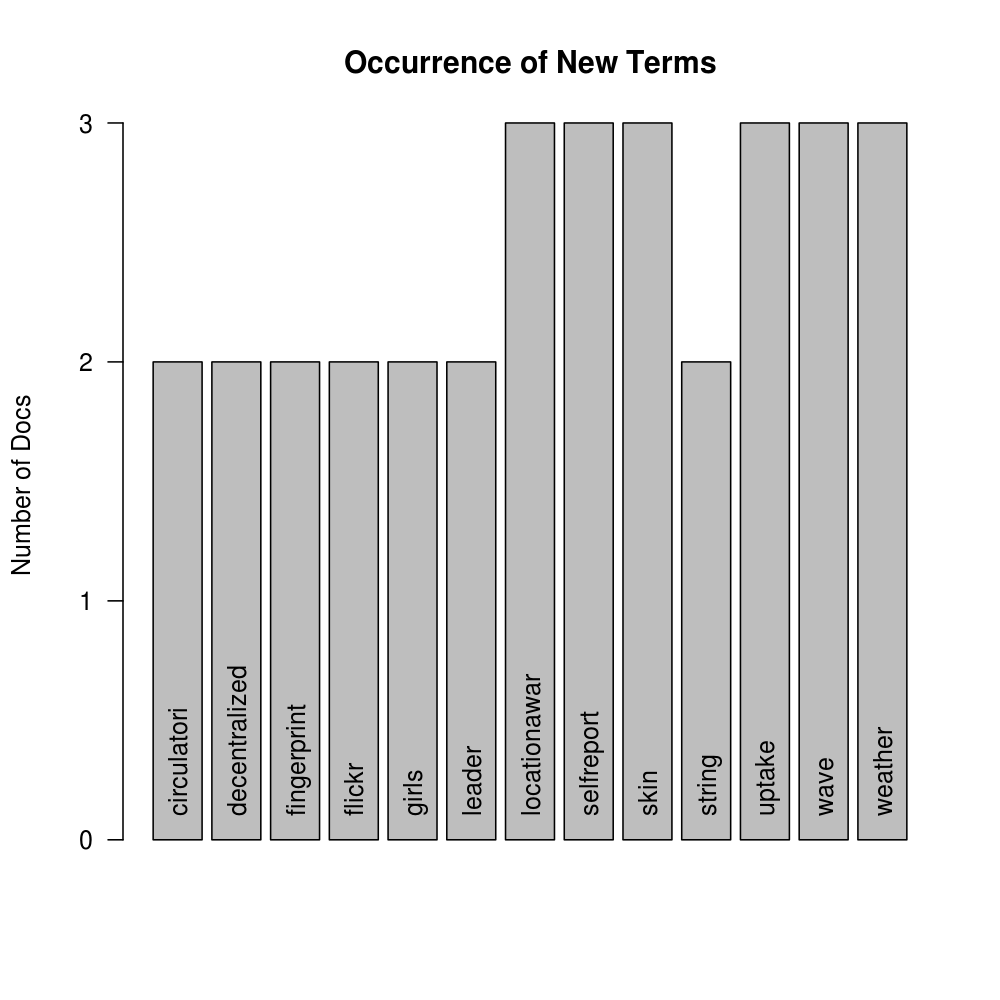 Occurrence of New Terms
Number of Docs
3
2
1
0
circulatori
decentralized
fingerprint
flickr
girls
leader
locationawar
selfreport
skin
string
uptake
wave
weather